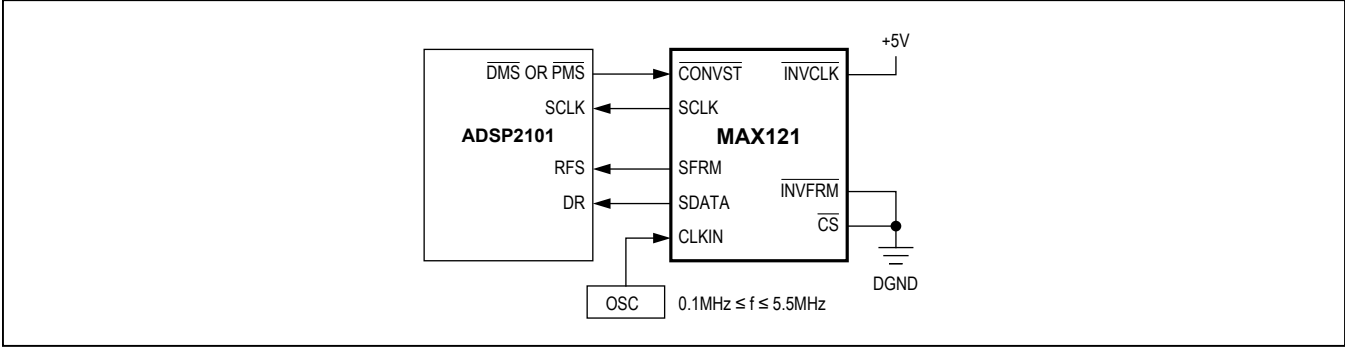 +5V
DMS OR PMS
CONVST
INVCLK
SCLK
SCLK
ADSP2101
MAX121
RFS
SFRM
INVFRM
DR
SDATA
CS
CLKIN
DGND
OSC
0.1MHz ≤ f ≤ 5.5MHz